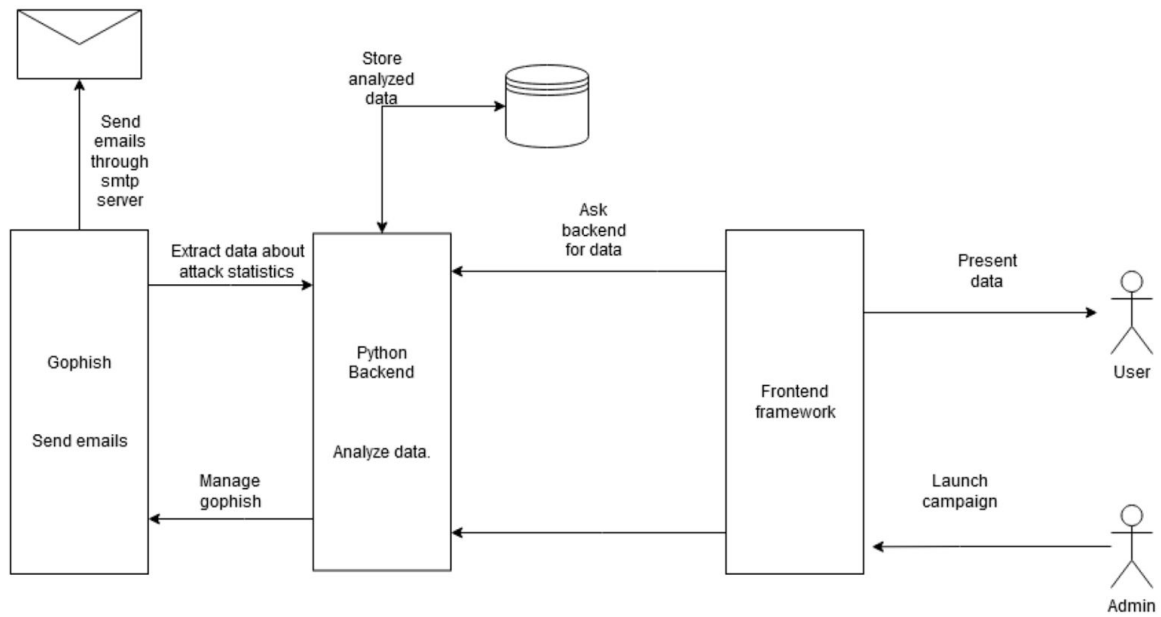 Store
analyzed
data
Send
emails
through
smtp
server
Ask
backend
for data
Extract data about
attack statistics
Present
data
Gophish
Python
Backend
User
Frontend
framework
Send emails
Analyze data.
Manage
gophish
Launch
campaign
Admin